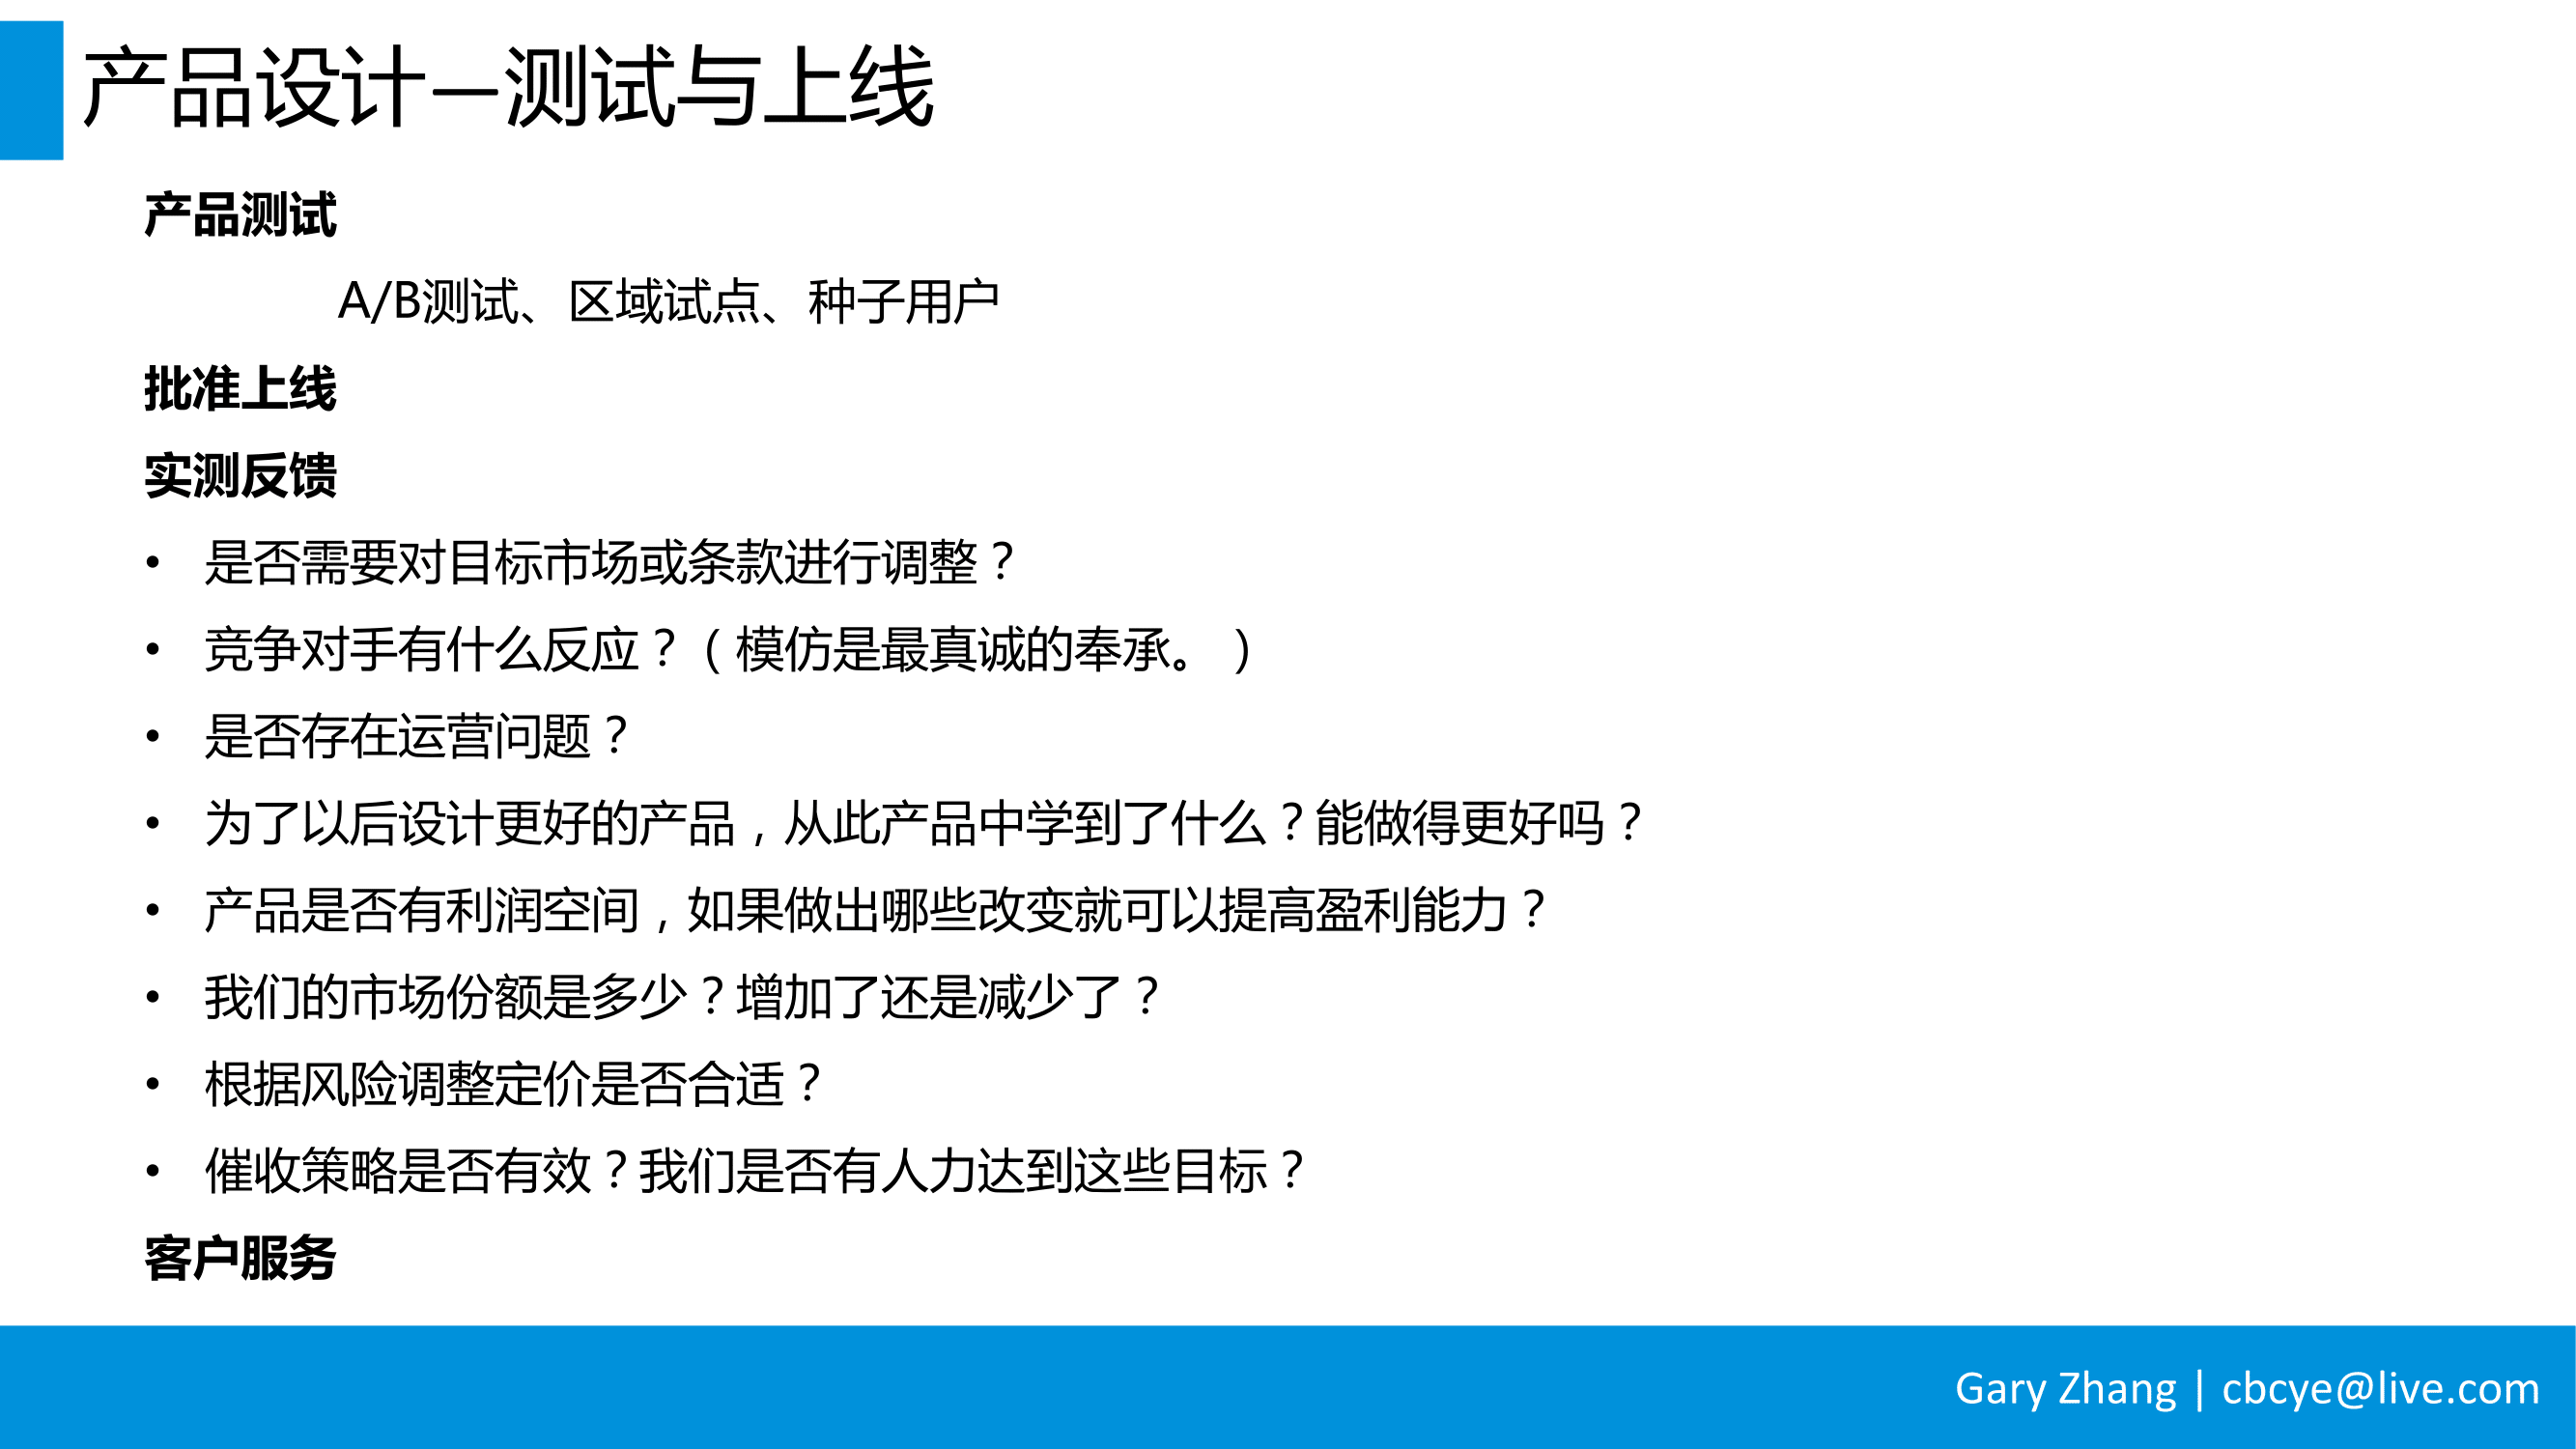 产品设计—测试与上线
产品测试
A/B测试、区域试点、种子用户
批准上线
实测反馈
• 是否需要对目标市场或条款进行调整？
• 竞争对手有什么反应？（模仿是最真诚的奉承。 ）
• 是否存在运营问题？
• 为了以后设计更好的产品，从此产品中学到了什么？能做得更好吗？
• 产品是否有利润空间，如果做出哪些改变就可以提高盈利能力？
• 我们的市场份额是多少？增加了还是减少了？
• 根据风险调整定价是否合适？
• 催收策略是否有效？我们是否有人力达到这些目标？
客户服务
Gary Zhang | cbcye@live.com